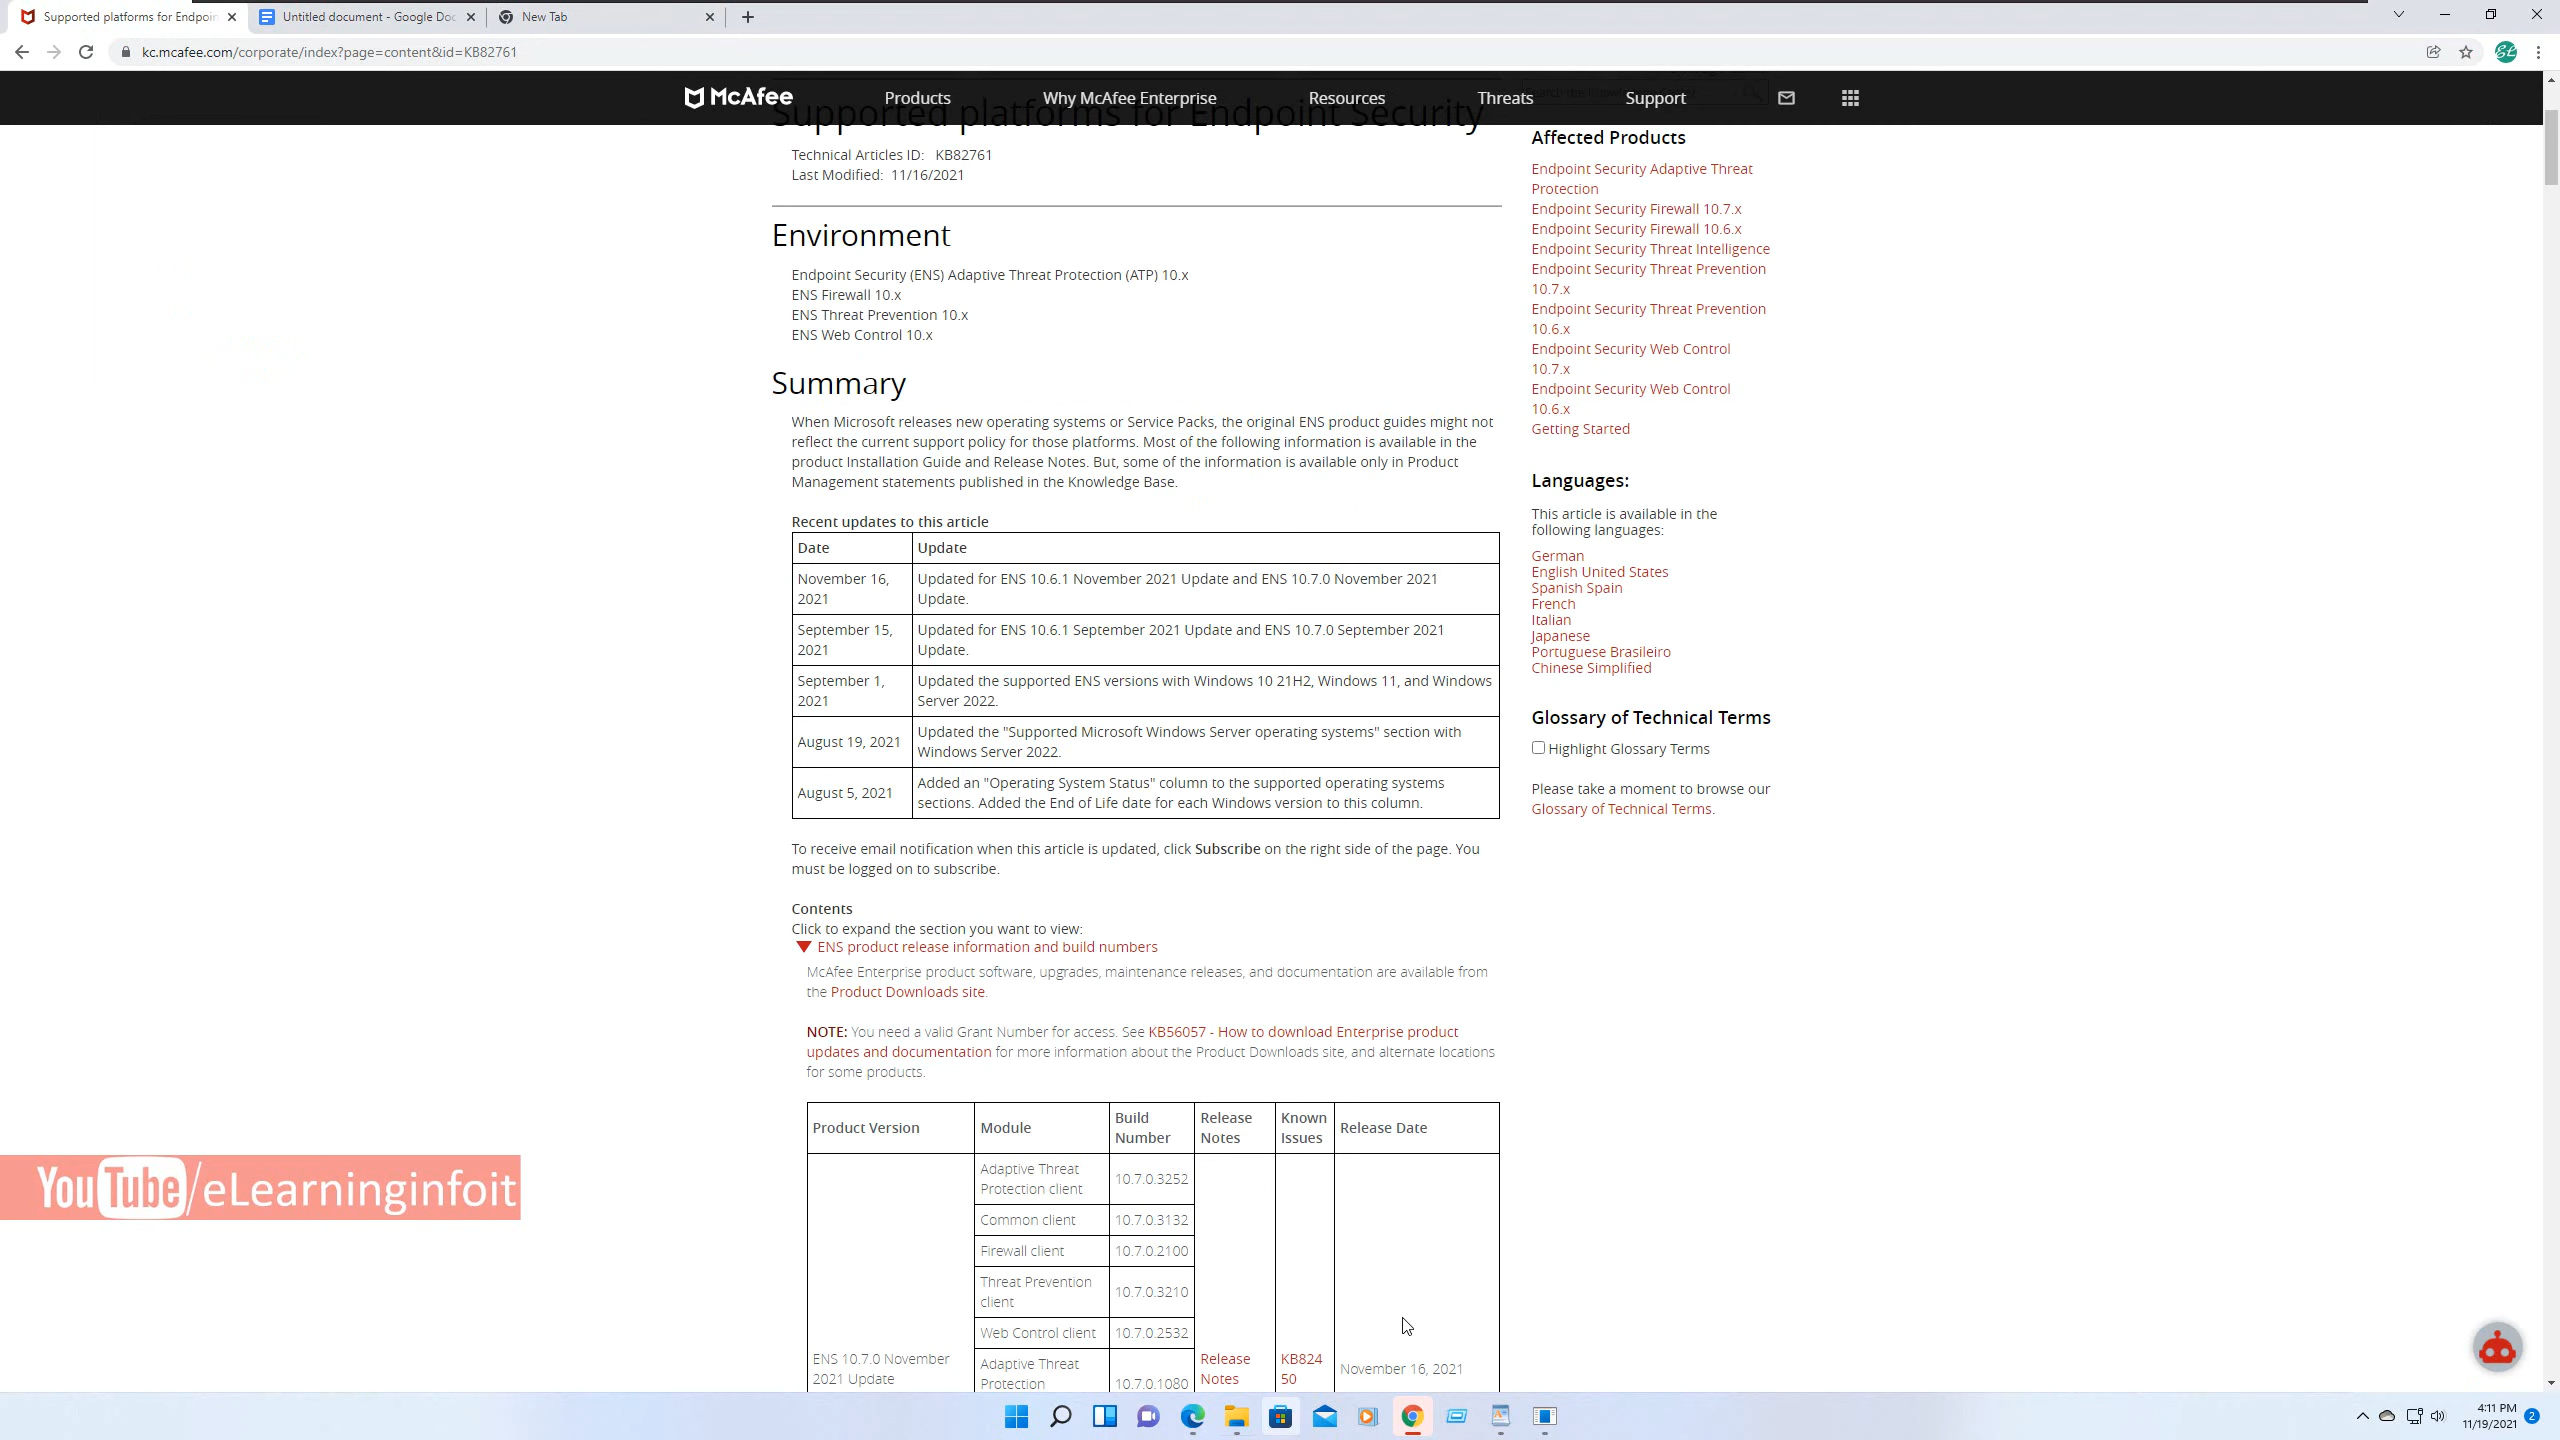 Supported platforms for Endpoin
Untitled document - Google Doc
New Tab
kc.mcafee.com/corporate/index?page=content&id=KB82761
McAfee
Products
Why McAfee Enterprise
Resources
Threats
Support
Supported platforms for Endpoint Security
Technical Articles ID: KB82761
Last Modified: 11/16/2021
Environment
Endpoint Security (ENS) Adaptive Threat Protection (ATP) 10.x
ENS Firewall 10.x
ENS Threat Prevention 10.x
ENS Web Control 10.x
Summary
When Microsoft releases new operating systems or Service Packs, the original ENS product guides might not
reflect the current support policy for those platforms. Most of the following information is available in the
product Installation Guide and Release Notes. But, some of the information is available only in Product
Management statements published in the Knowledge Base.
Recent updates to this article
Date
Update
November 16,
2021
Updated for ENS 10.6.1 November 2021 Update and ENS 10.7.0 November 2021
Update.
September 15,
2021
Updated for ENS 10.6.1 September 2021 Update and ENS 10.7.0 September 2021
Update.
September 1,
2021
Updated the supported ENS versions with Windows 10 21H2, Windows 11, and Windows
Server 2022.
August 19, 2021
Updated the "Supported Microsoft Windows Server operating systems" section with
Windows Server 2022.
August 5, 2021
Added an "Operating System Status" column to the supported operating systems
sections. Added the End of Life date for each Windows version to this column.
To receive email notification when this article is updated, click Subscribe on the right side of the page. You
must be logged on to subscribe.
Contents
Click to expand the section you want to view:
ENS product release information and build numbers
McAfee Enterprise product software, upgrades, maintenance releases, and documentation are available from
the Product Downloads site.
NOTE: You need a valid Grant Number for access. See KB56057 - How to download Enterprise product
updates and documentation for more information about the Product Downloads site, and alternate locations
for some products.
Product Version
Module
Build
Number
Release
Notes
Known
Issues
Release Date
Adaptive Threat
Protection client
10.7.0.3252
Common client
10.7.0.3132
Firewall client
10.7.0.2100
Threat Prevention
client
10.7.0.3210
Web Control client
10.7.0.2532
ENS 10.7.0 November
2021 Update
Adaptive Threat
Protection
10.7.0.1080
Release
Notes
KB824
50
November 16, 2021
Affected Products
Endpoint Security Adaptive Threat
Protection
Endpoint Security Firewall 10.7.x
Endpoint Security Firewall 10.6.x
Endpoint Security Threat Intelligence
Endpoint Security Threat Prevention
10.7.x
Endpoint Security Threat Prevention
10.6.x
Endpoint Security Web Control
10.7.x
Endpoint Security Web Control
10.6.x
Getting Started
Languages:
This article is available in the
following languages:
German
English United States
Spanish Spain
French
Italian
Japanese
Portuguese Brasileiro
Chinese Simplified
Glossary of Technical Terms
Highlight Glossary Terms
Please take a moment to browse our
Glossary of Technical Terms.
YouTube/eLearninginfoit
4:11 PM
11/19/2021
2